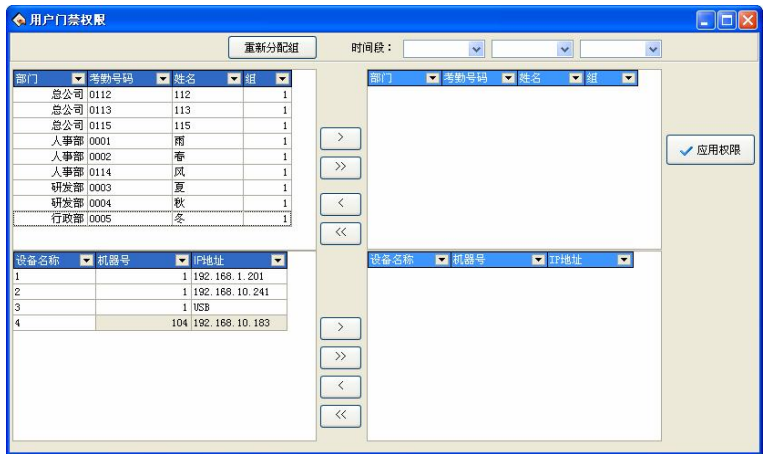 用户门禁权限
重新分配组 时间段：
部门 考勤号码 姓名 组
总公司 0112 112 1
总公司 0113 113 1
总公司 0115 115 1
人事部 0001 雨 1
人事部 0002 春 1
人事部 0114 风 1
研发部 0003 夏 1
研发部 0004 秋 1
行政部 0005 冬 1
>
>>
<
<<
部门 考勤号码 姓名 组
应用权限
设备名称 机器号 IP地址
1 1 192.168.1.201
2 1 192.168.10.241
3 1 USB
4 104 192.168.10.183
>
>>
<
<<
设备名称 机器号 IP地址